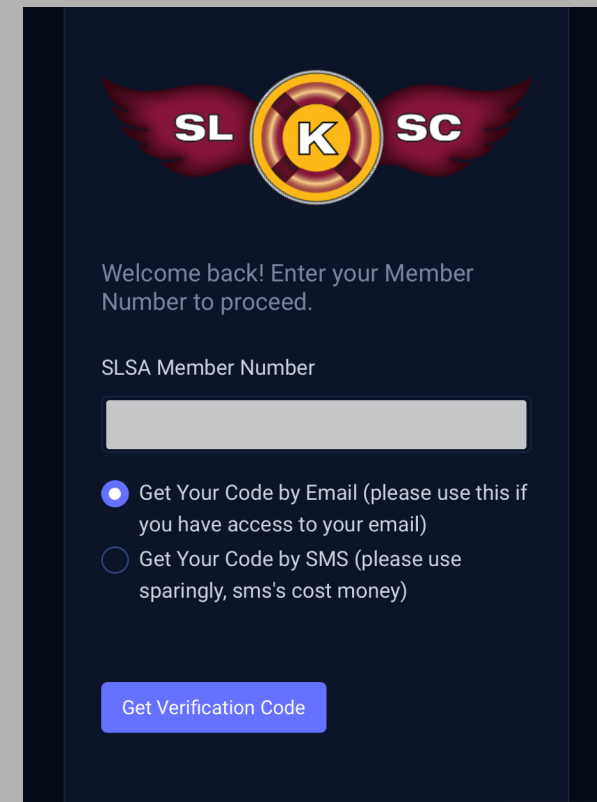 SL K SC
Welcome back! Enter your Member
Number to proceed.
SLSA Member Number
Get Your Code by Email (please use this if
you have access to your email)
Get Your Code by SMS (please use
sparingly, sms's cost money)
Get Verification Code